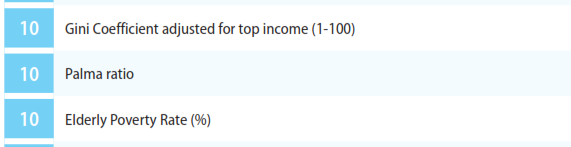 10 Gini Coefficient adjusted for top income (1-100)
10 Palma ratio
10 Elderly Poverty Rate (%)